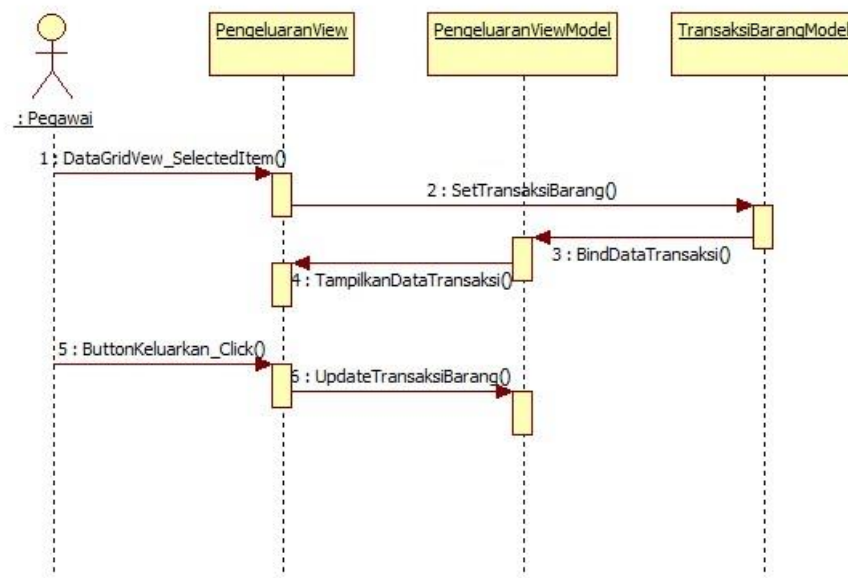 PengeluaranView
PengeluaranViewModel
TransaksiBarangModel
: Pegawai
1 : DataGridVew_SelectedItem()
2 : SetTransaksiBarang()
3 : BindDataTransaksi()
4 : TampilkanDataTransaksi()
5 : ButtonKeluarkan_Click()
6 : UpdateTransaksiBarang()